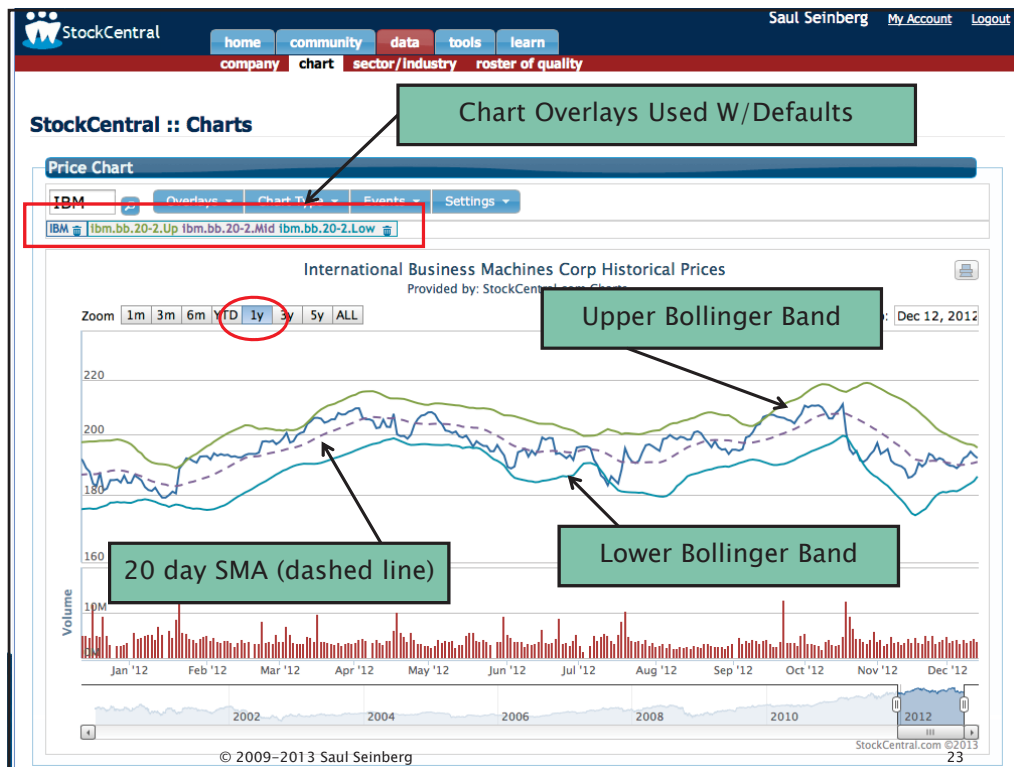 StockCentral
Saul Seinberg My Account Logout
home community data tools learn
company chart sector/industry roster of quality
Chart Overlays Used W/Defaults
StockCentral :: Charts
Price Chart
IBM Overlays Chart Type Events Settings
IBM ibm.bb.20-2.Up ibm.bb.20-2.Mid ibm.bb.20-2.Low
International Business Machines Corp Historical Prices
Provided by: StockCentral.com Charts
Zoom 1m 3m 6m YTD 1y 3y 5y ALL
Dec 12, 2012
Upper Bollinger Band
220
200
180
160
20 day SMA (dashed line)
Lower Bollinger Band
Volume
10M
0M
Jan '12 Feb '12 Mar '12 Apr '12 May '12 Jun '12 Jul '12 Aug '12 Sep '12 Oct '12 Nov '12 Dec '12
2002 2004 2006 2008 2010 2012
StockCentral.com ©2013
© 2009-2013 Saul Seinberg
23